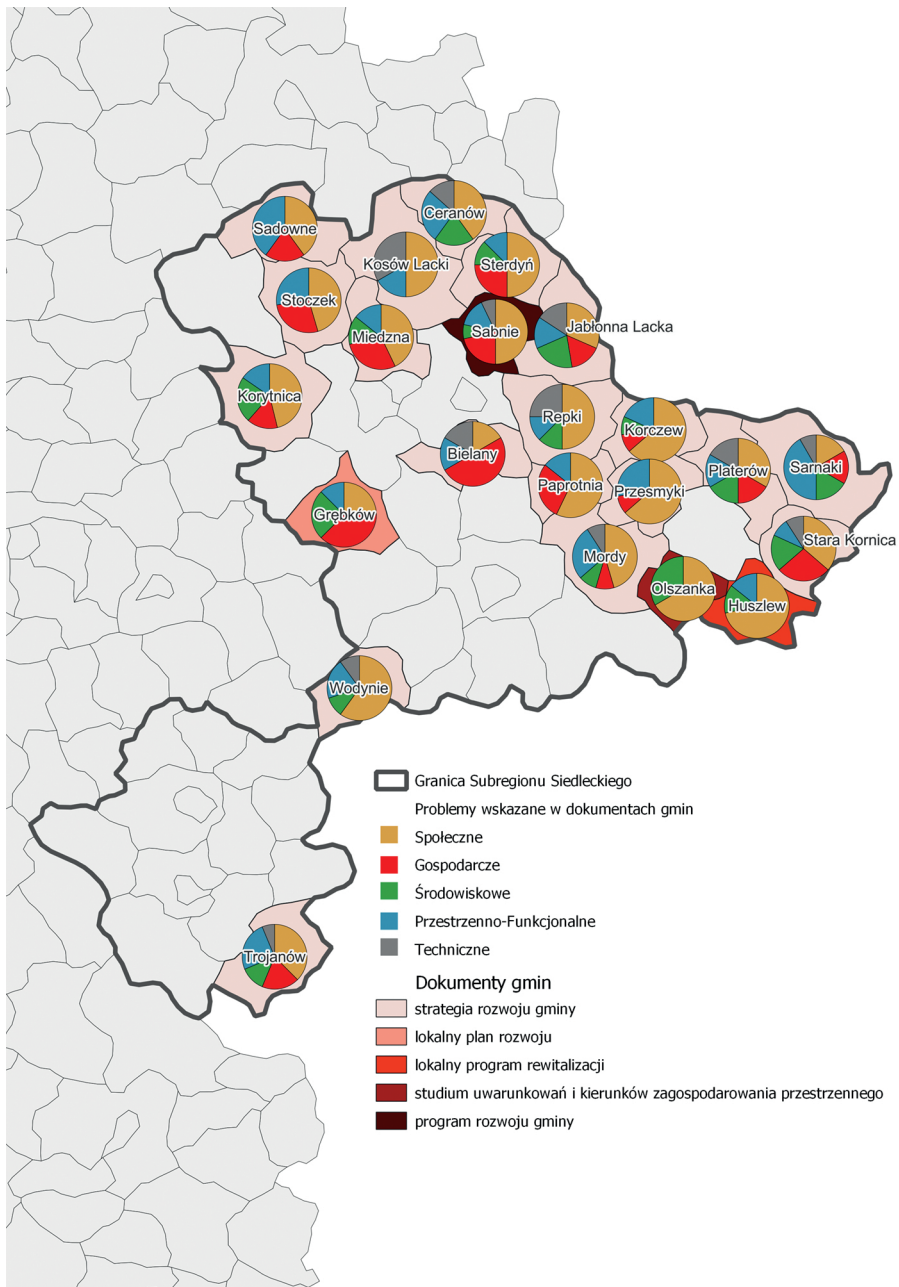 Ceranów
Sadowne
Kosów Lacki
Sterdyń
Stoczek
Sabnie
Jabłonna Lacka
Miedzna
Korytnica
Repki
Korczew
Bielany
Platerów
Sarnaki
Paprotnia
Przesmyki
Grębków
Stara Kornica
Mordy
Olszanka
Huszlew
Wodynie
Trojanów
Granica Subregionu Siedleckiego
Problemy wskazane w dokumentach gmin
Społeczne
Gospodarcze
Środowiskowe
Przestrzenno-Funkcjonalne
Techniczne
Dokumenty gmin
strategia rozwoju gminy
lokalny plan rozwoju
lokalny program rewitalizacji
studium uwarunkowań i kierunków zagospodarowania przestrzennego
program rozwoju gminy